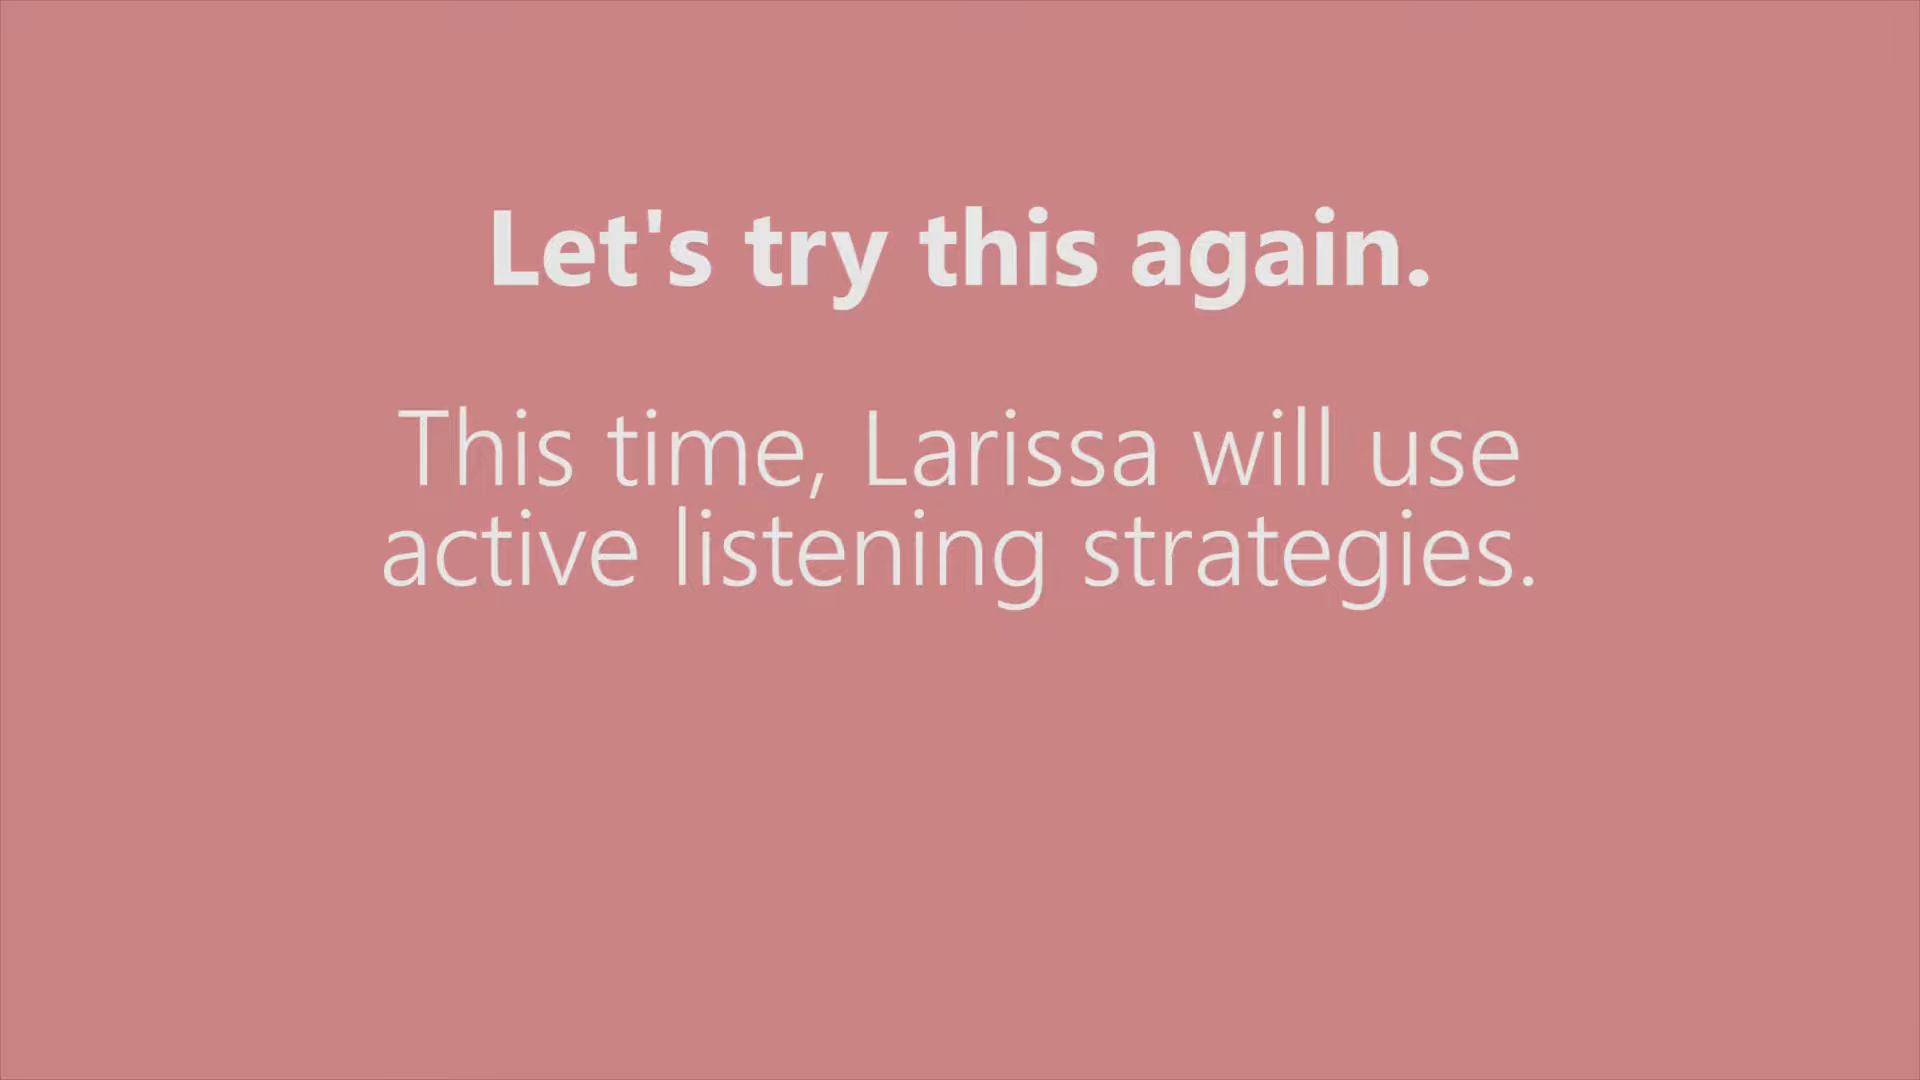 Let's try this again.
This time, Larissa will use
active listening strategies.